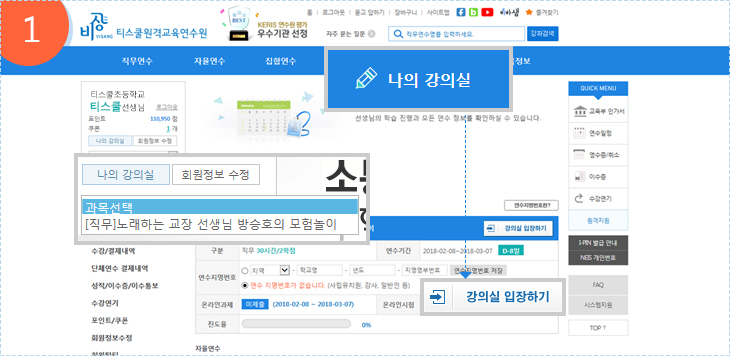 1
비상
VISANG
티스쿨원격교육연수원
BEST
KERIS 연수원평가
우수기관 선정
홈 로그아웃 묻고 답하기 장바구니 사이트맵 비바샘 즐겨찾기
자주 묻는 질문
직무연수명을 입력하세요.
강좌검색
직무연수 자율연수 집합연수
나의 강의실
정보
티스쿨초등학교
티스쿨선생님 로그아웃
포인트 110,950 점
쿠폰 1 개
나의 강의실 회원정보 수정
선생님의 학습 진행과 모든 연수 정보를 확인하실 수 있습니다.
나의 강의실 회원정보 수정
과목선택
[직무]노래하는 교장 선생님 방승호의 모험놀이
연수지명번호란?
강의실 입장하기
수강/결제내역
단체연수 결제내역
성적/이수증/이수통보
수강연기
포인트/쿠폰
회원정보수정
구분 직무 30시간/2학점 연수기간 2018-02-08~2018-03-07 D-8일
연수지명번호 지역 - 학교명 - 년도 - 지명명부번호 연수지명번호 저장
연수 지명번호가 없습니다. (사립유치원, 강사, 일반인 등)
온라인과제 미제출 (2018-02-08 ~ 2018-03-07) 온라인시험
강의실 입장하기
진도율 0%
자율연수
QUICK MENU
교육부 인가서
연수일정
영수증/취소
이수증
수강연기
원격지원
I-PIN 발급 안내
NEIS 개인번호
FAQ
시스템지원
TOP ↑